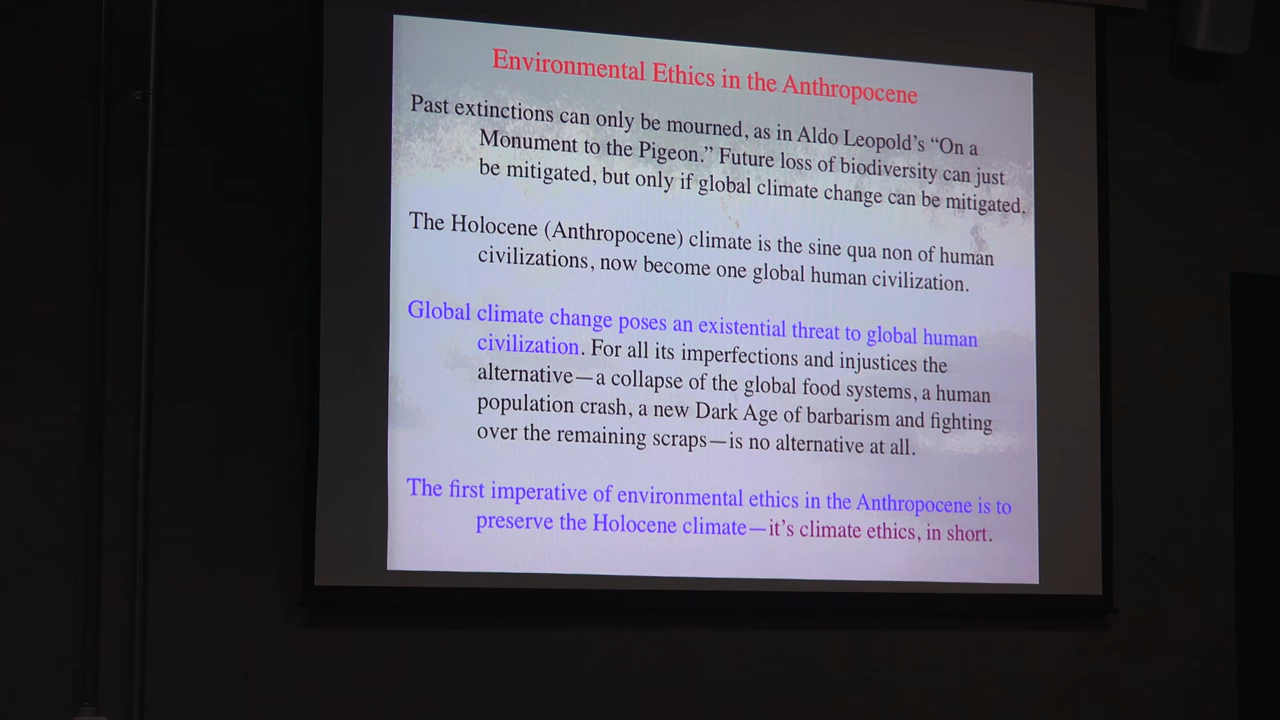 Environmental Ethics in the Anthropocene
Past extinctions can only be mourned, as in Aldo Leopold's “On a
Monument to the Pigeon.” Future loss of biodiversity can just
be mitigated, but only if global climate change can be mitigated.
The Holocene (Anthropocene) climate is the sine qua non of human
civilizations, now become one global human civilization.
Global climate change poses an existential threat to global human
civilization. For all its imperfections and injustices the
alternative—a collapse of the global food systems, a human
population crash, a new Dark Age of barbarism and fighting
over the remaining scraps—is no alternative at all.
The first imperative of environmental ethics in the Anthropocene is to
preserve the Holocene climate—it's climate ethics, in short.